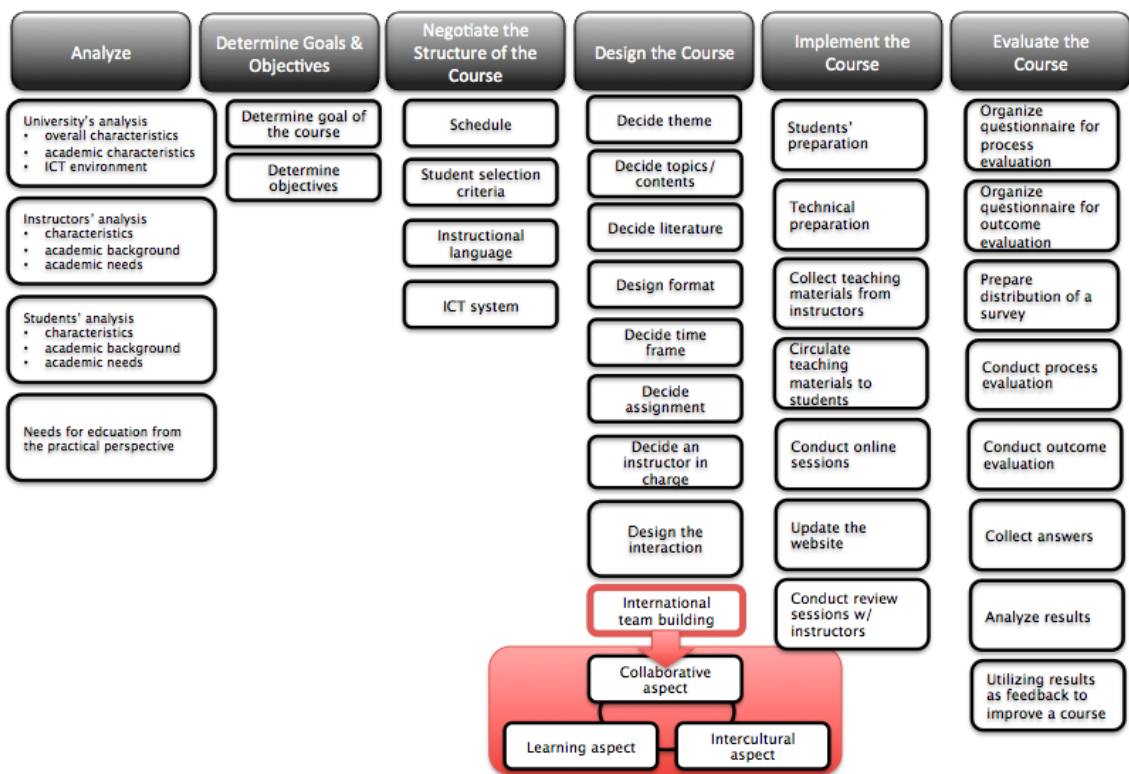 Analyze
University's analysis
• overall characteristics
• academic characteristics
• ICT environment
Instructors' analysis
• characteristics
• academic background
• academic needs
Students' analysis
• characteristics
• academic background
• academic needs
Needs for edcuation from
the practical perspective
Determine Goals &
Objectives
Determine goal of
the course
Determine
objectives
Negotiate the
Structure of the
Course
Schedule
Student selection
criteria
Instructional
language
ICT system
Design the Course
Decide theme
Decide topics/
contents
Decide literature
Design format
Decide time
frame
Decide
assignment
Decide an
instructor in
charge
Design the
interaction
International
team building
Collaborative
aspect
Learning aspect
Intercultural
aspect
Implement the
Course
Students'
preparation
Technical
preparation
Collect teaching
materials from
instructors
Circulate
teaching
materials to
students
Conduct online
sessions
Update the
website
Conduct review
sessions w/
instructors
Evaluate the
Course
Organize
questionnaire for
process
evaluation
Organize
questionnaire for
outcome
evaluation
Prepare
distribution of a
survey
Conduct process
evaluation
Conduct outcome
evaluation
Collect answers
Analyze results
Utilizing results
as feedback to
improve a course